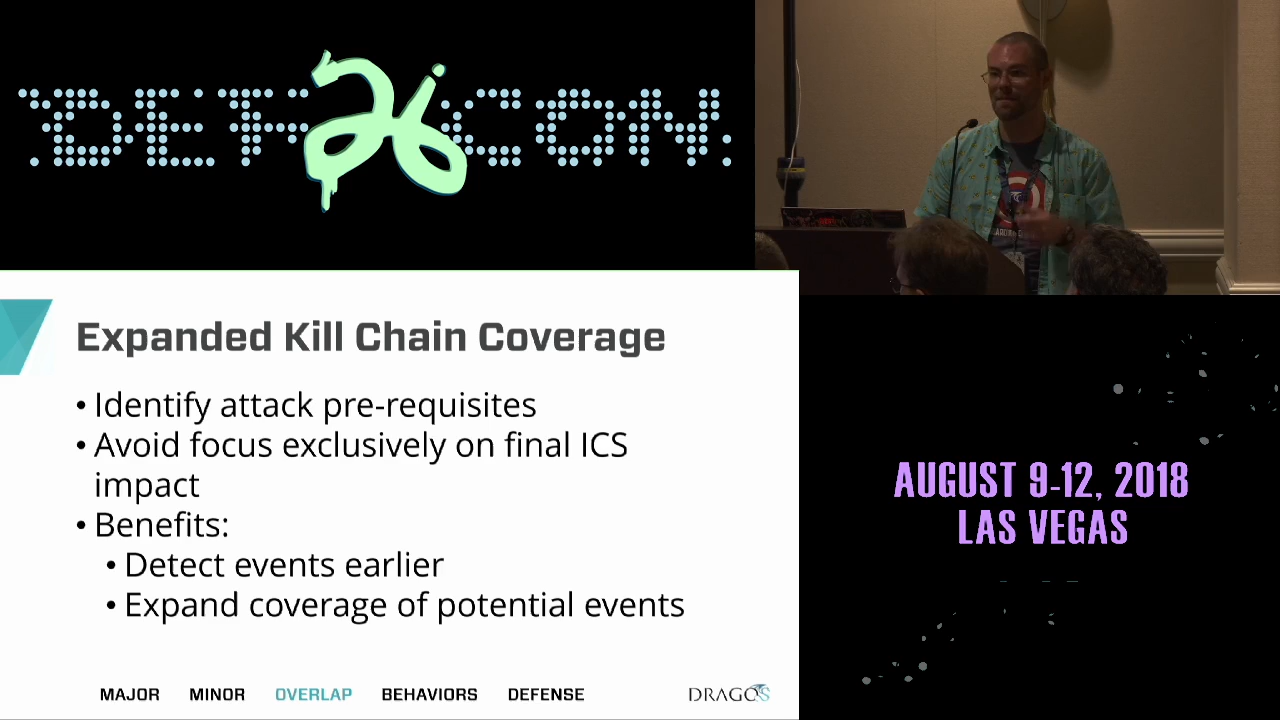 DEF CON 26
Expanded Kill Chain Coverage
• Identify attack pre-requisites
• Avoid focus exclusively on final ICS
impact
• Benefits:
• Detect events earlier
• Expand coverage of potential events
MAJOR MINOR OVERLAP BEHAVIORS DEFENSE DRAGOS
AUGUST 9-12, 2018
LAS VEGAS